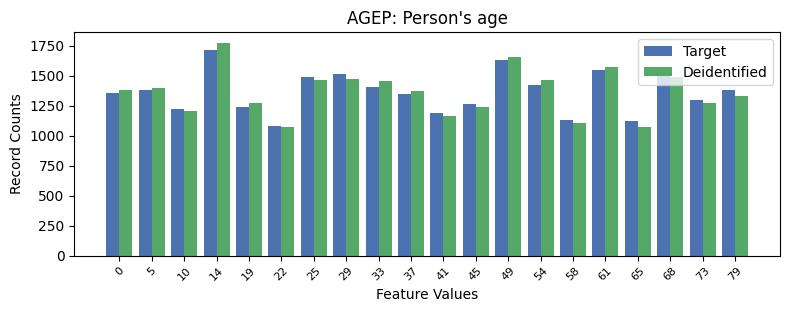 AGEP: Person's age
Record Counts
1750
1500
1250
1000
750
500
250
0
Target
Deidentified
0 5 10 14 19 22 25 29 33 37 41 45 49 54 58 61 65 68 73 79
Feature Values